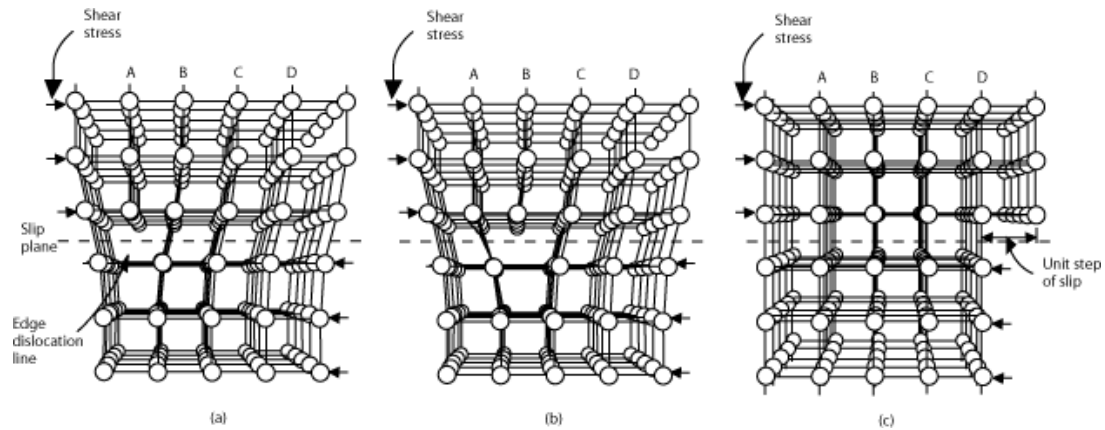 Shear
stress
A B C D
Slip
plane
Edge
dislocation
line
(a)
Shear
stress
A B C D
(b)
Shear
stress
A B C D
Unit step
of slip
(c)